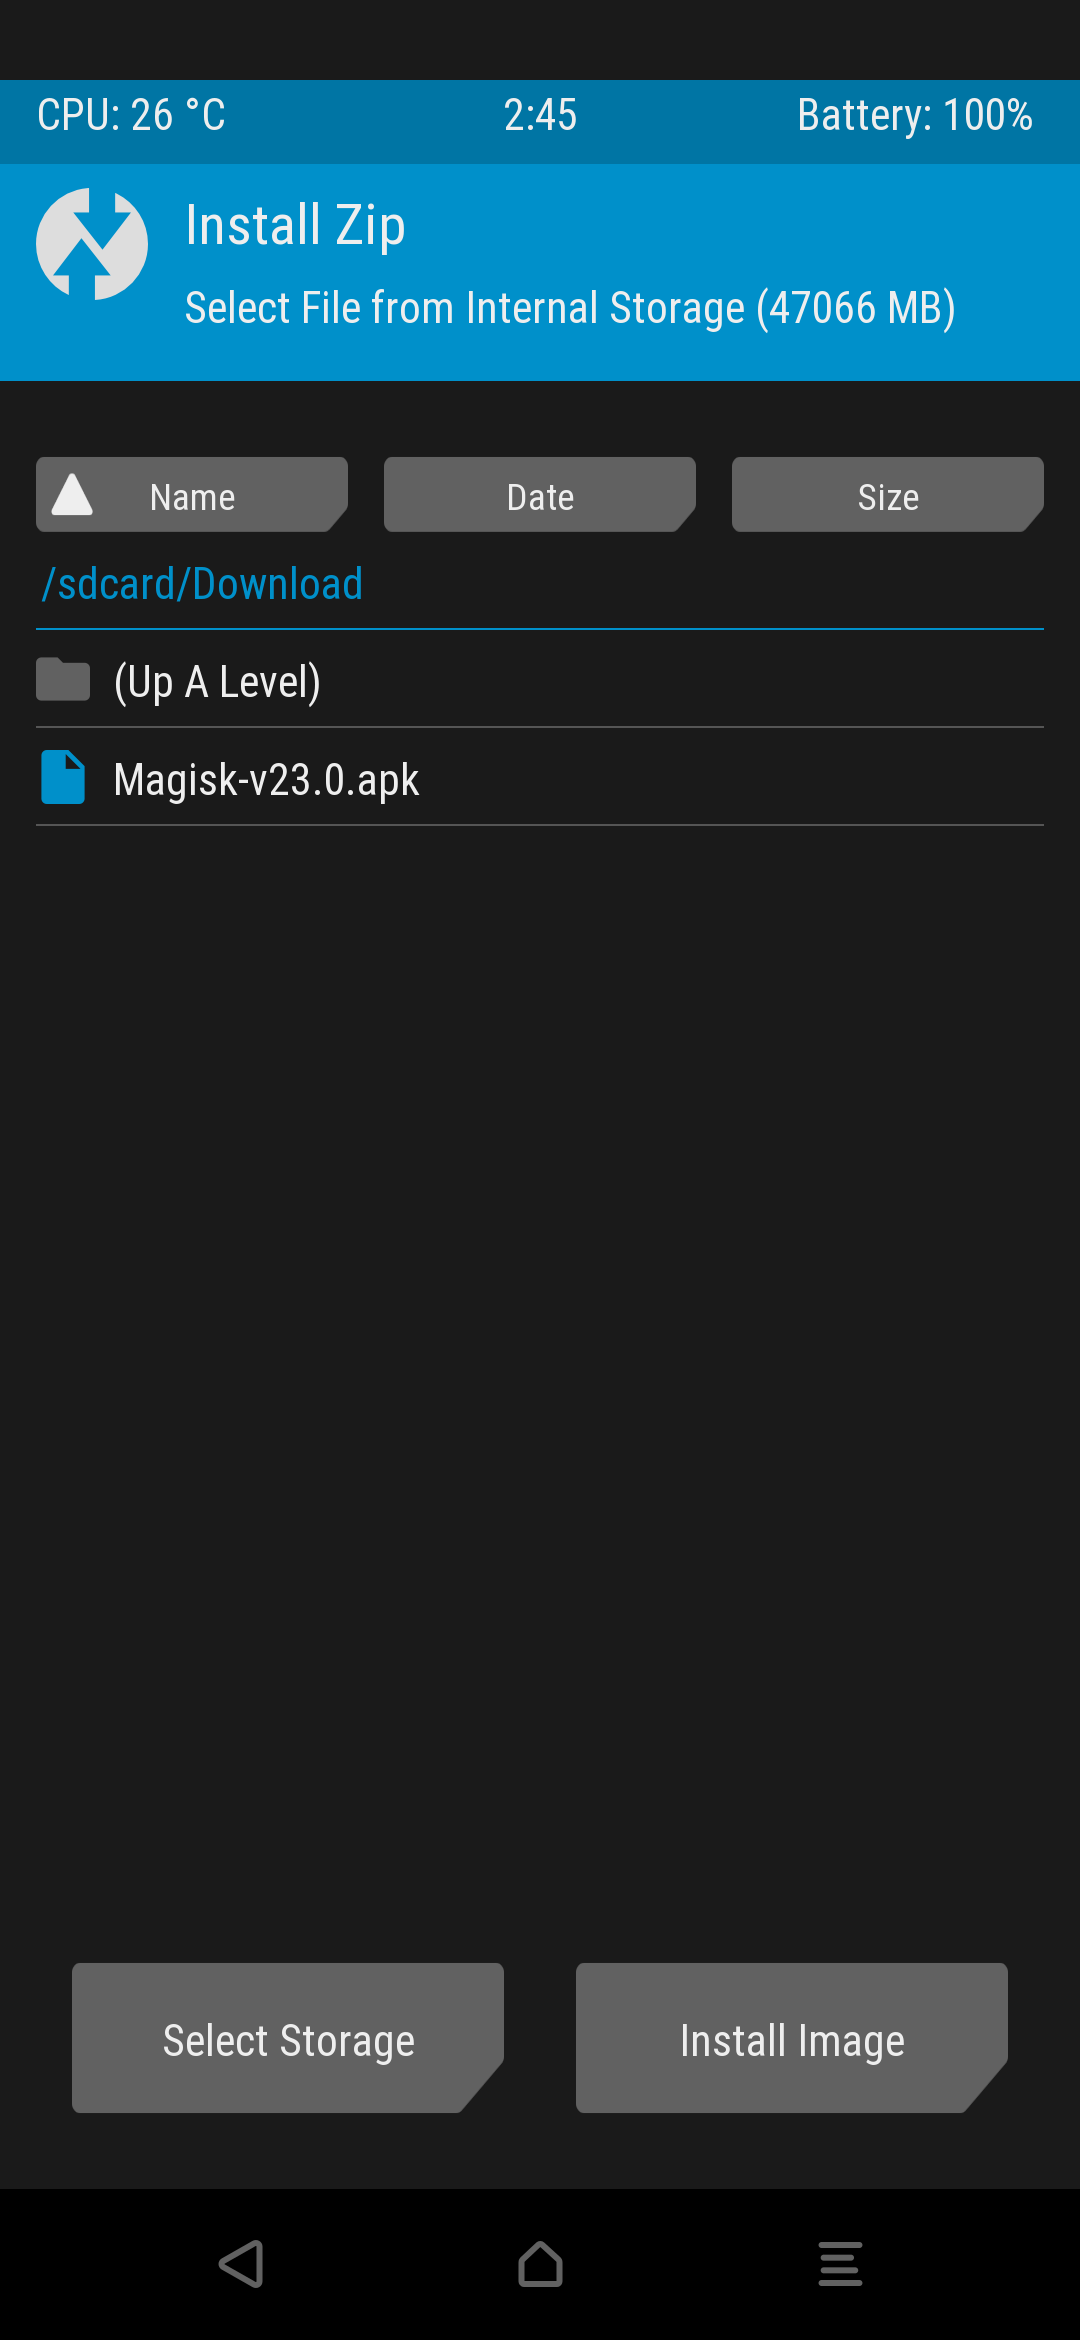 CPU: 26 °C 2:45 Battery: 100%
Install Zip
Select File from Internal Storage (47066 MB)
Name Date Size
/sdcard/Download
(Up A Level)
Magisk-v23.0.apk
Select Storage Install Image